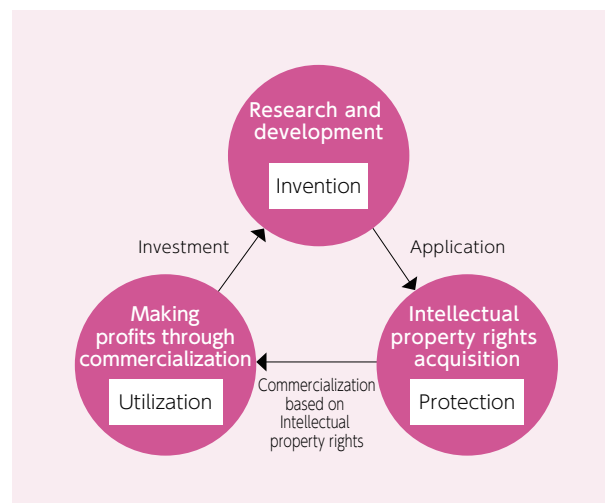 Research and
development
Invention
Investment
Application
Making
profits through
commercialization
Utilization
Intellectual
property rights
acquisition
Protection
Commercialization
based on
Intellectual
property rights